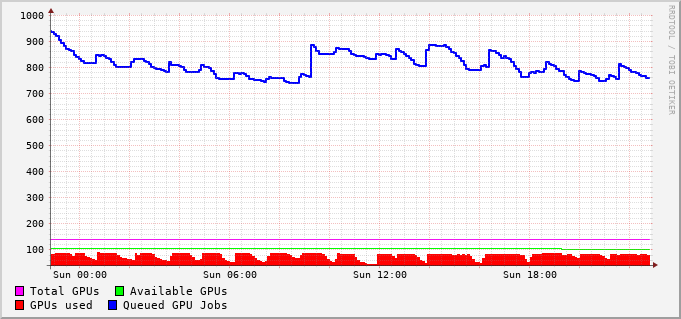 1000
900
800
700
600
500
400
300
200
100
Sun 00:00 Sun 06:00 Sun 12:00 Sun 18:00
Total GPUs Available GPUs
GPUs used Queued GPU Jobs
RRDTOOL / TOBI OETIKER